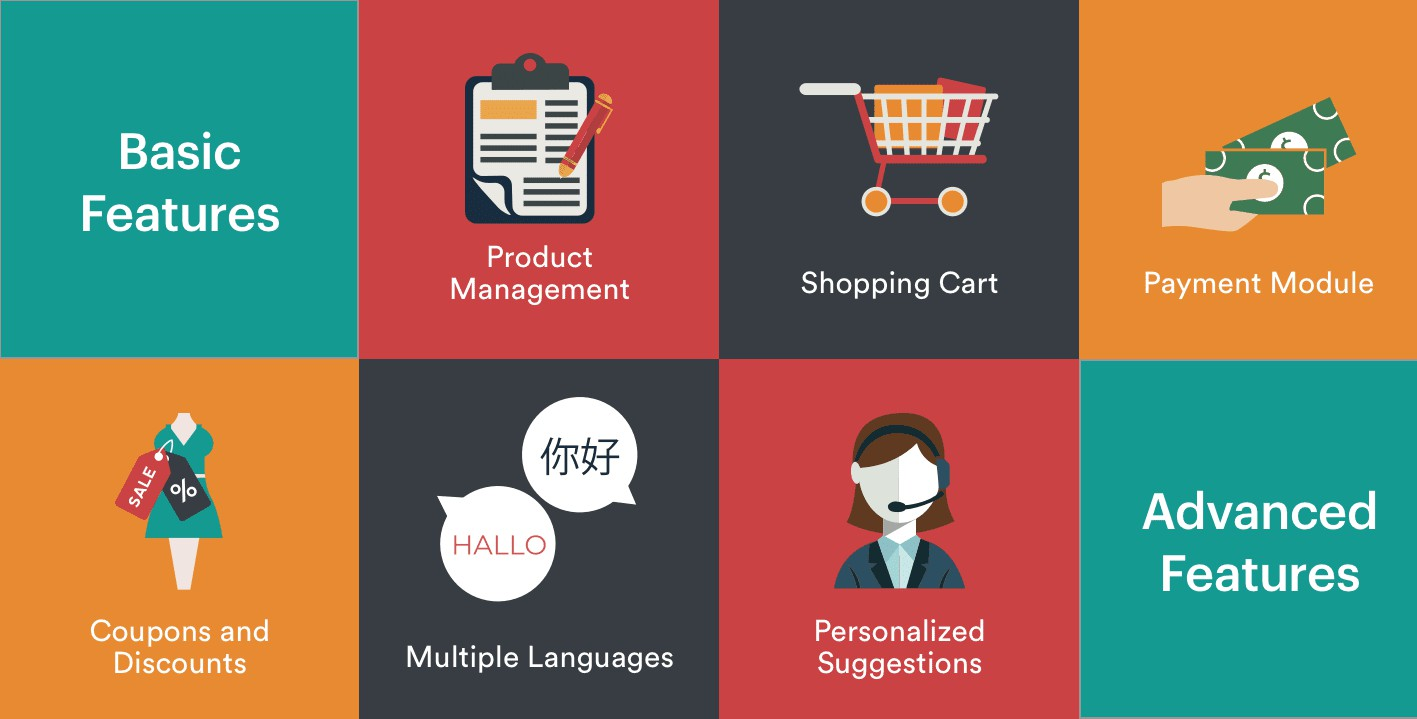 Basic
Features
Product
Management
Shopping Cart
$
$
Payment Module
SALE
%
Coupons and
Discounts
你好
HALLO
Multiple Languages
Personalized
Suggestions
Advanced
Features